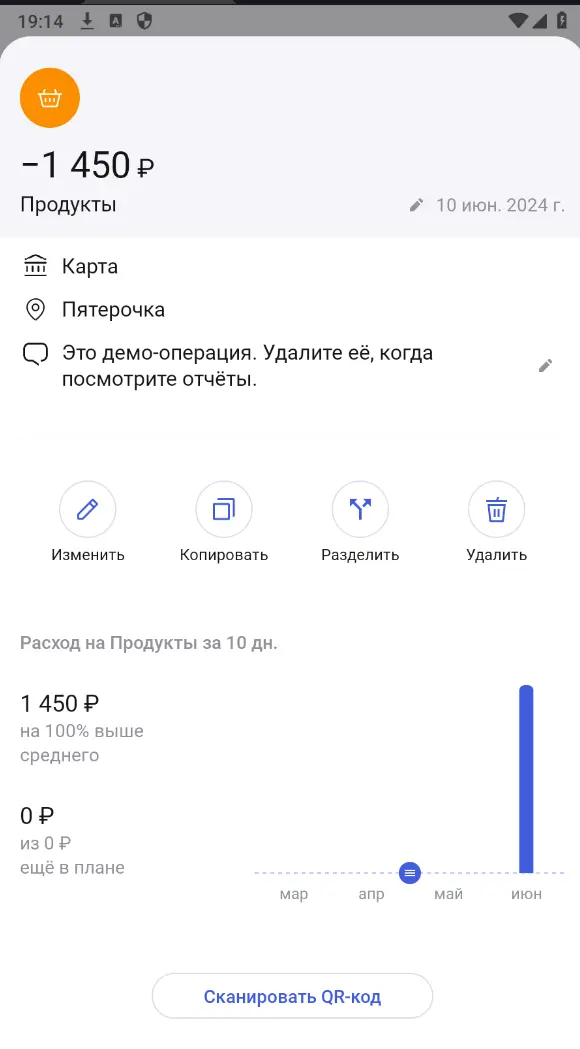 19:14
−1 450 ₽
Продукты
10 июн. 2024 г.
Карта
Пятерочка
Это демо-операция. Удалите её, когда
посмотрите отчёты.
Изменить
Копировать
Разделить
Удалить
Расход на Продукты за 10 дн.
1 450 ₽
на 100% выше
среднего
0 ₽
из 0 ₽
ещё в плане
мар
апр
май
июн
Сканировать QR-код